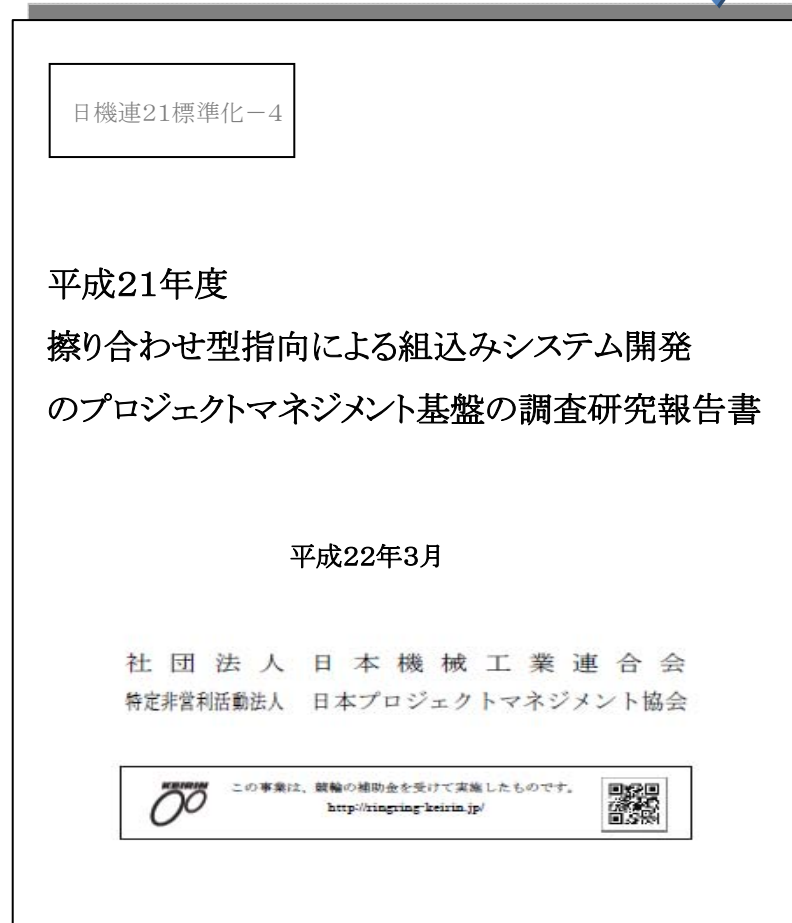 日機連21標準化－4
平成21年度
擦り合わせ型指向による組込みシステム開発
のプロジェクトマネジメント基盤の調査研究報告書
平成22年3月
社団法人 日本機械工業連合会
特定非営利活動法人 日本プロジェクトマネジメント協会
KEIRIN
この事業は、競輪の補助金を受けて実施したものです。
http://ringring-keirin.jp/